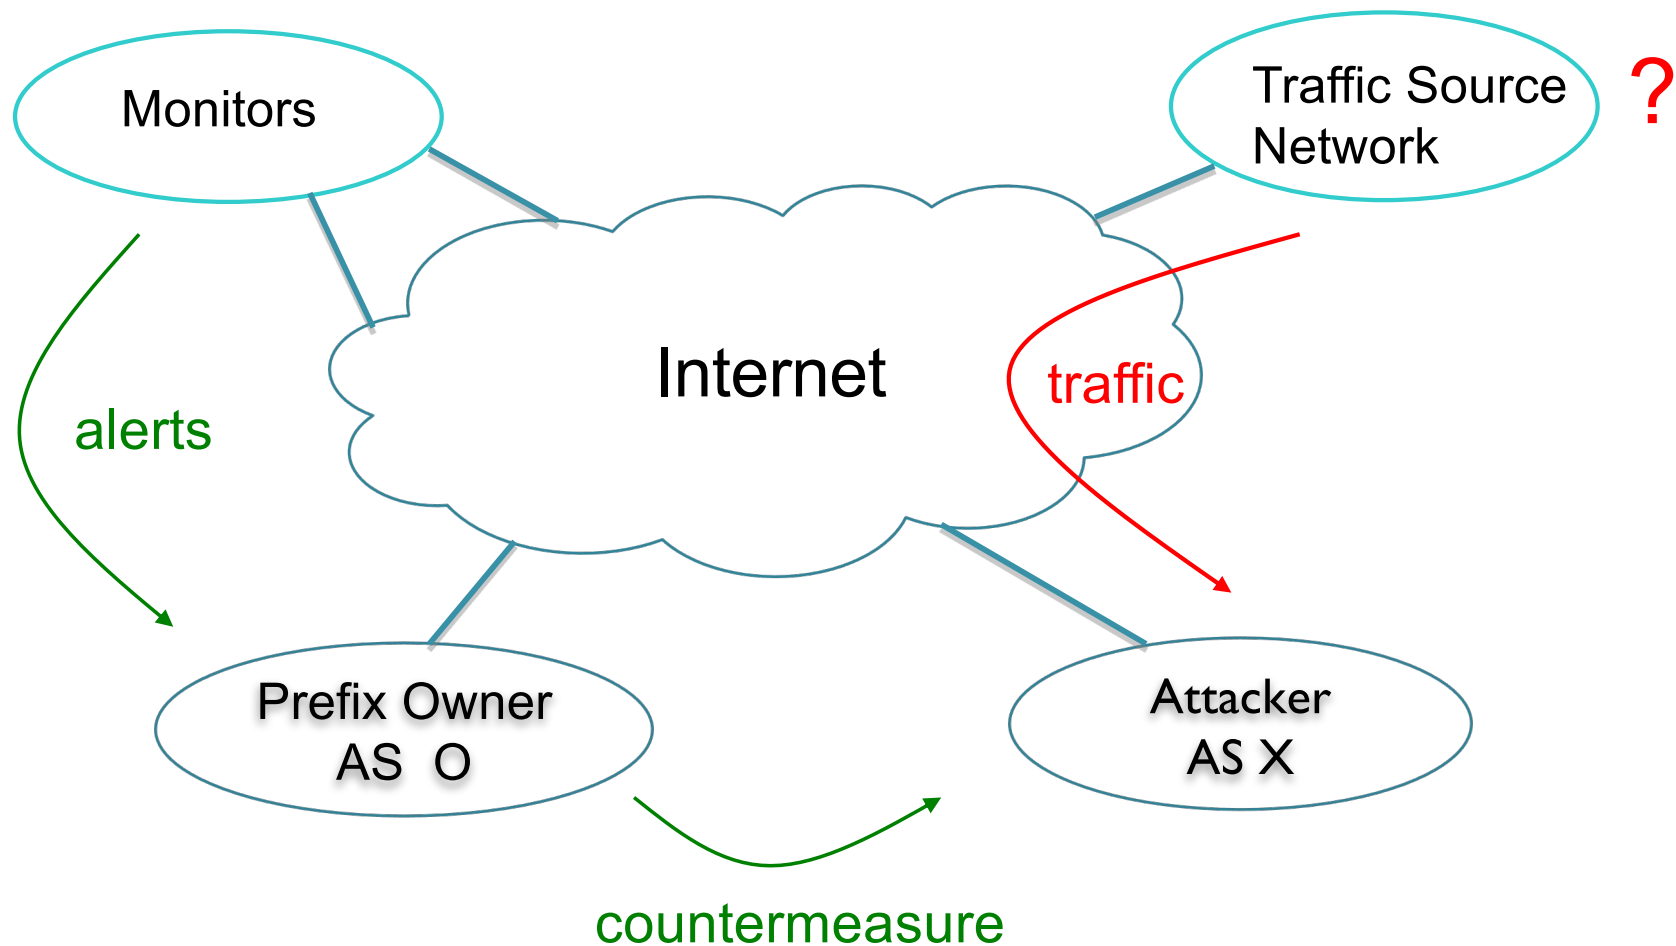 Monitors
Traffic Source
Network
?
Internet
traffic
alerts
Prefix Owner
AS O
Attacker
AS X
countermeasure